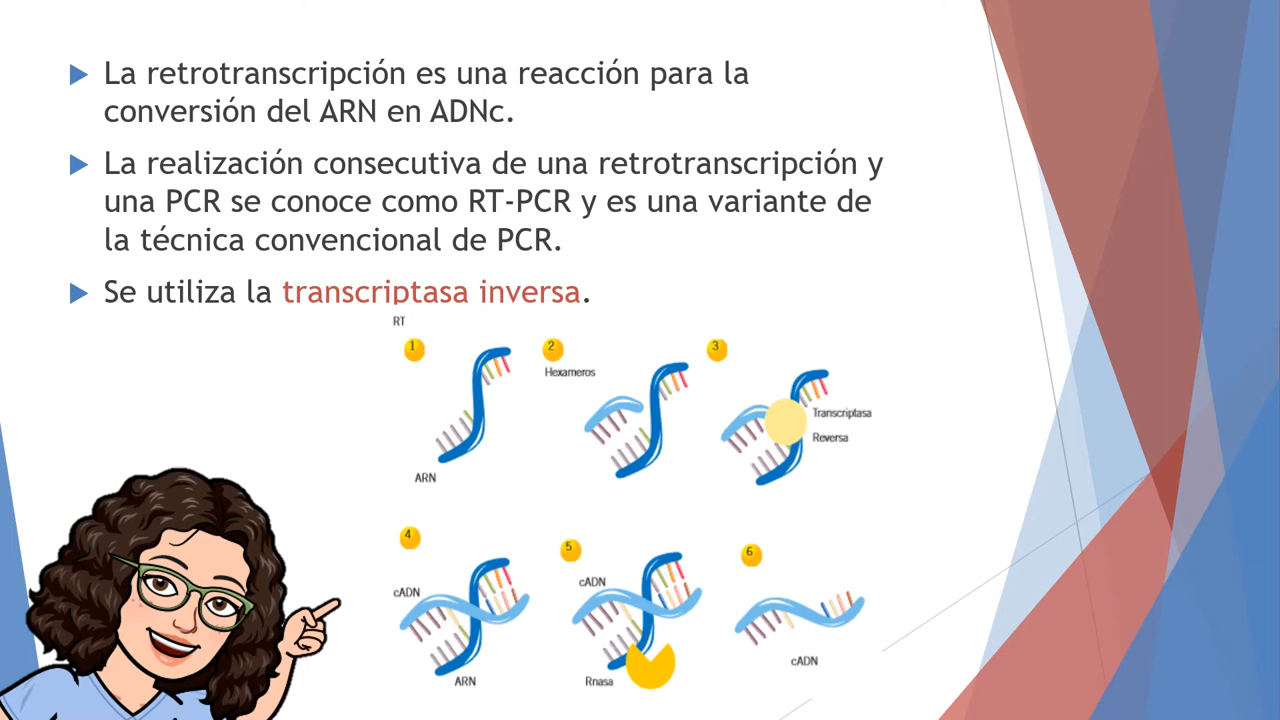 La retrotranscripción es una reacción para la
conversión del ARN en ADNc.
La realización consecutiva de una retrotranscripción y
una PCR se conoce como RT-PCR y es una variante de
la técnica convencional de PCR.
Se utiliza la transcriptasa inversa.
RT
1
2
3
Hexameros
Transcriptasa
Reversa
ARN
4
5
6
cADN
cADN
cADN
ARN
Rnasa